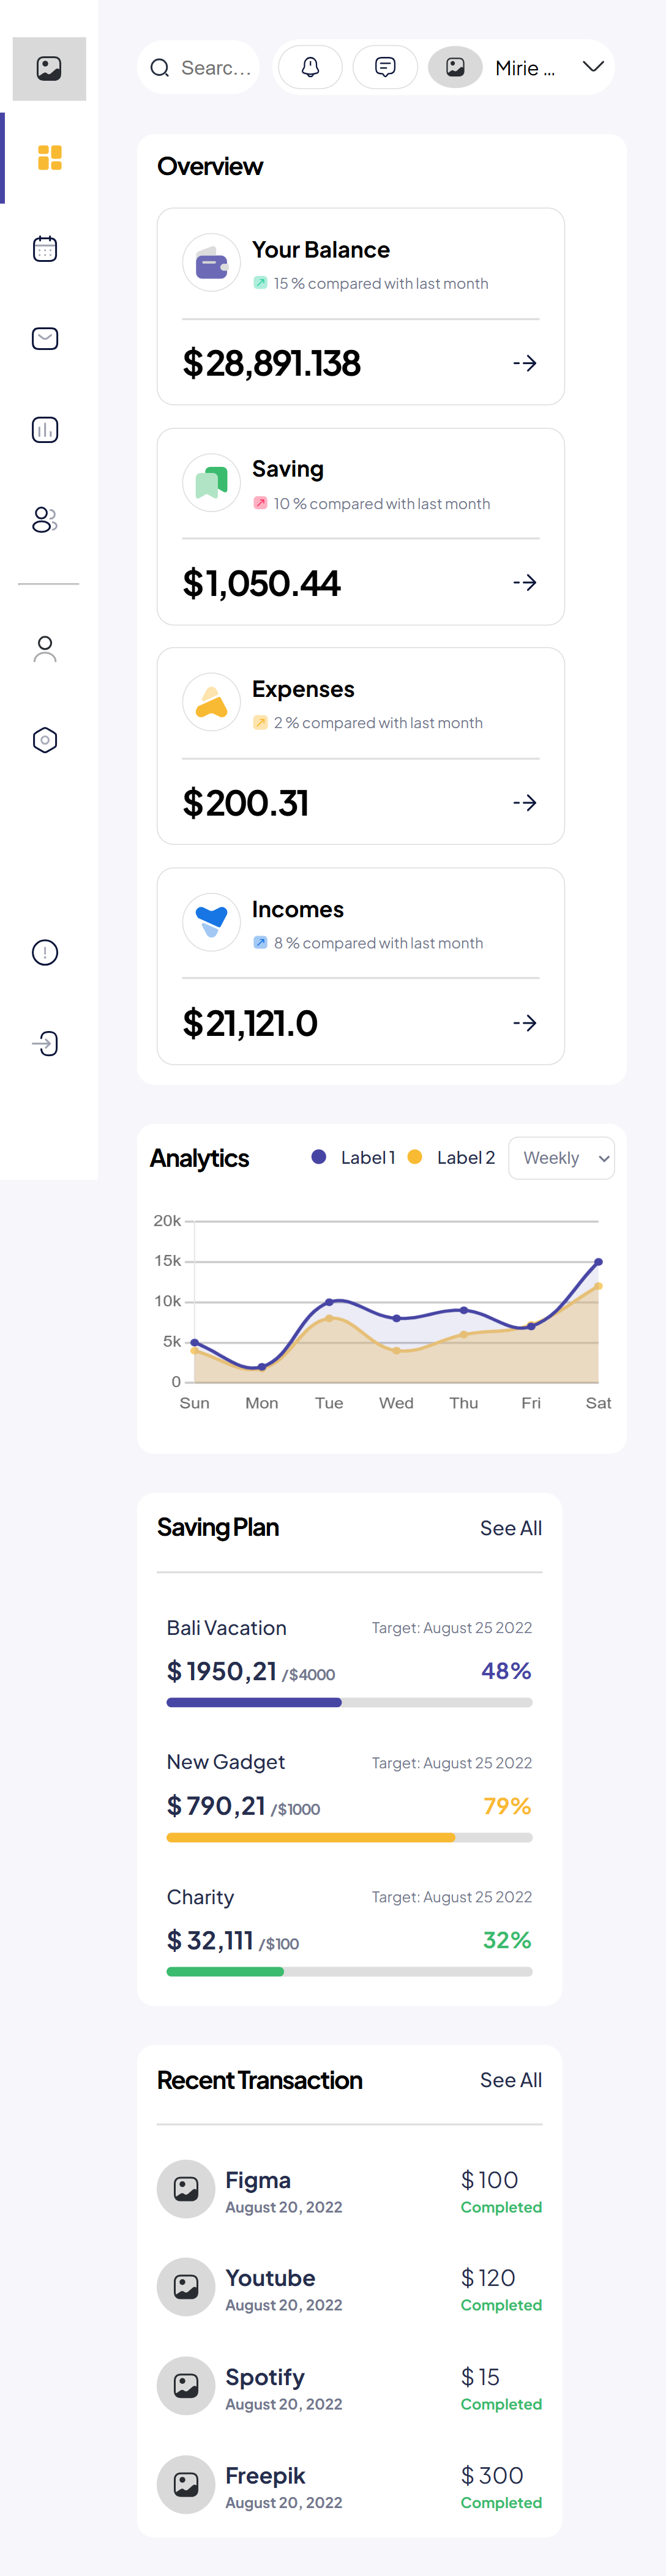 Searc...
Mirie ...
Overview
Your Balance
15 % compared with last month
$28,891.138
Saving
10 % compared with last month
$1,050.44
Expenses
2 % compared with last month
$200.31
Incomes
8 % compared with last month
$21,121.0
Analytics
Label 1 Label 2 Weekly
20k
15k
10k
5k
0
Sun Mon Tue Wed Thu Fri Sat
Saving Plan See All
Bali Vacation Target: August 25 2022
$ 1950,21 /$4000 48%
New Gadget Target: August 25 2022
$ 790,21 /$1000 79%
Charity Target: August 25 2022
$ 32,111 /$100 32%
Recent Transaction See All
Figma $ 100
August 20, 2022 Completed
Youtube $ 120
August 20, 2022 Completed
Spotify $ 15
August 20, 2022 Completed
Freepik $ 300
August 20, 2022 Completed